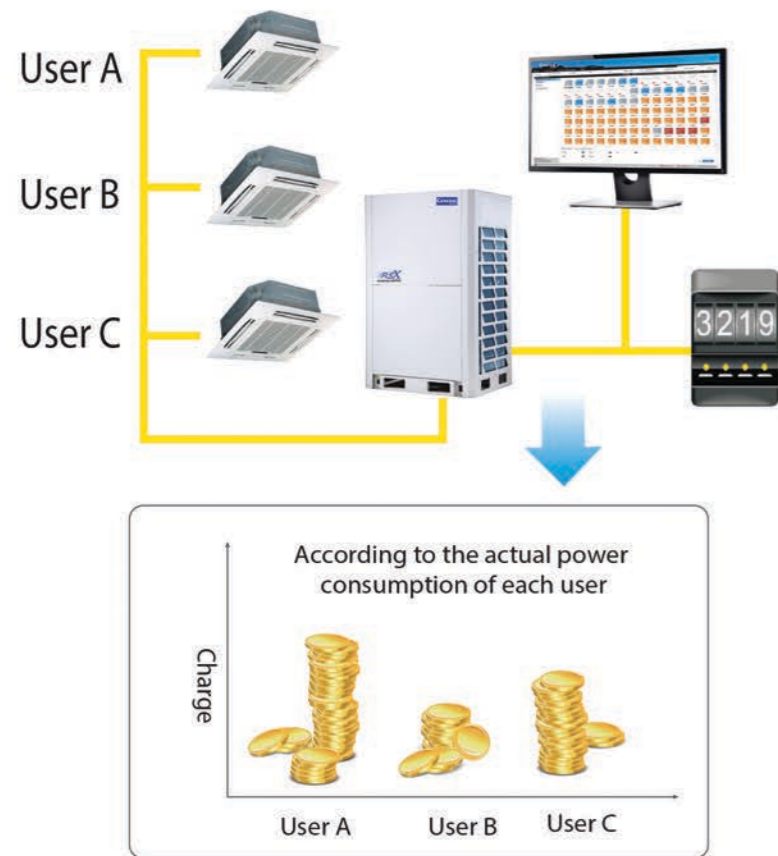 User A
User B
User C
3219
According to the actual power
consumption of each user
Charge
User A
User B
User C